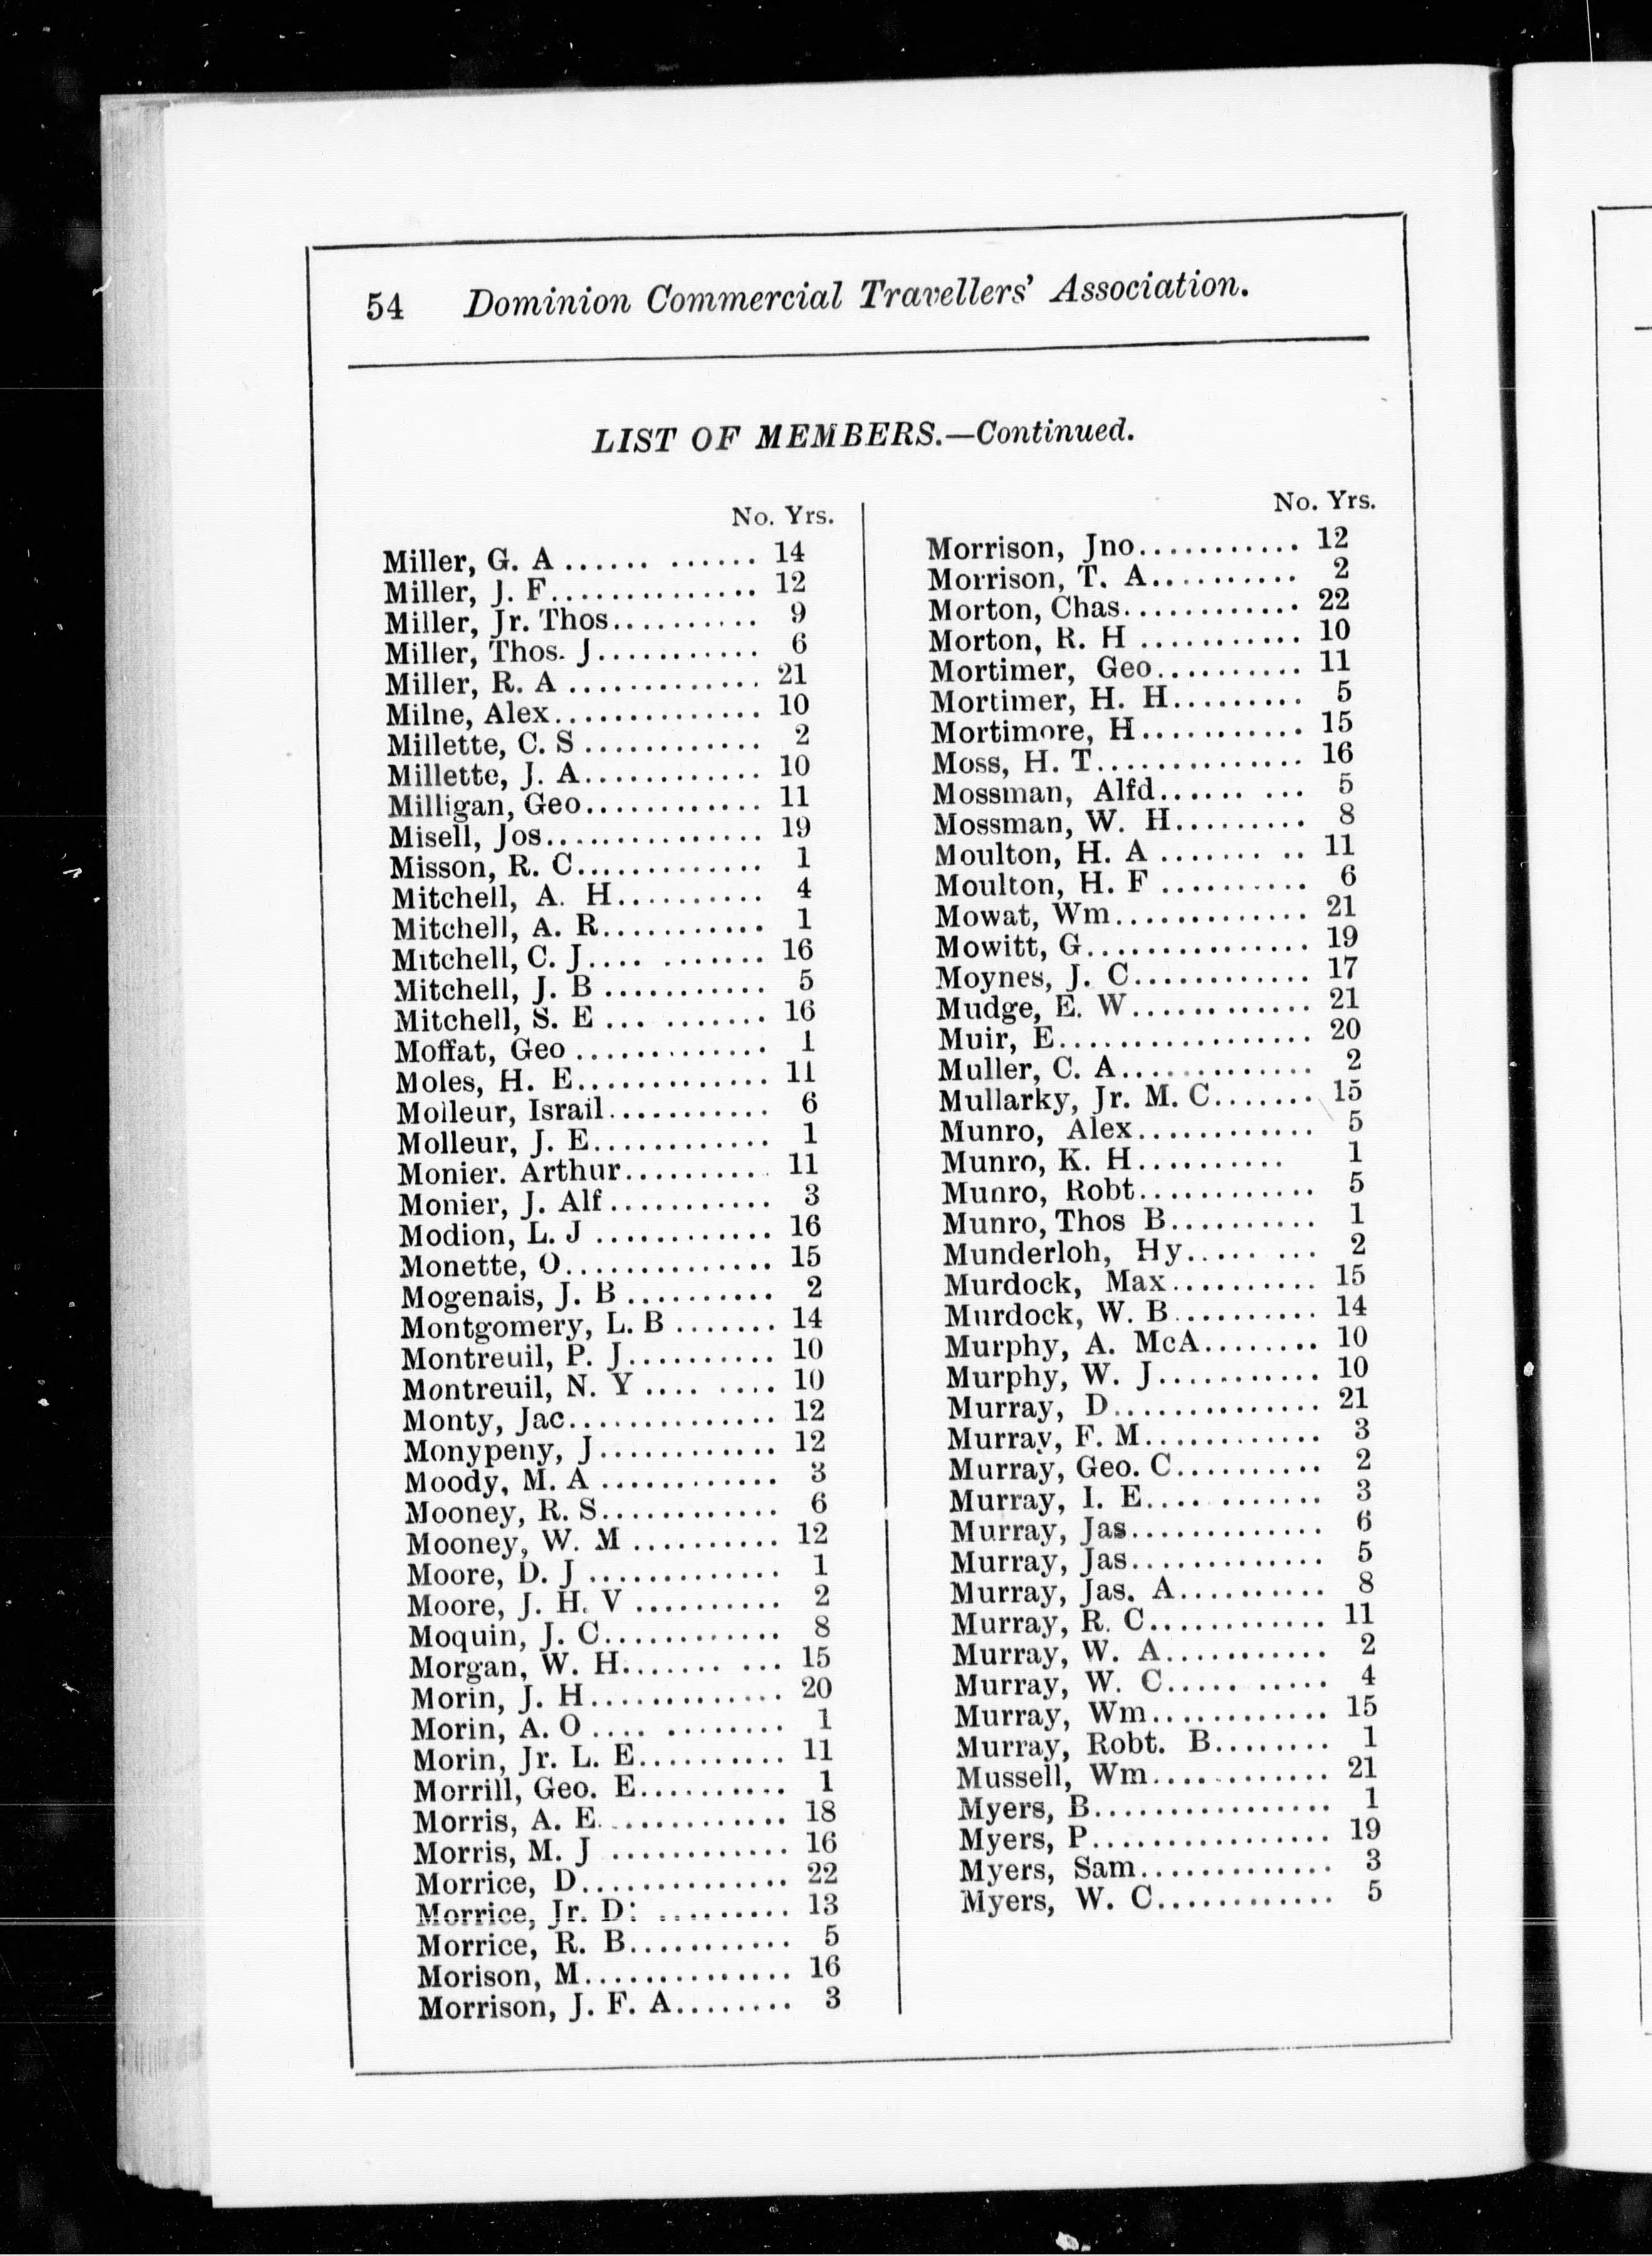 54 Dominion Commercial Travellers' Association.
LIST OF MEMBERS.—Continued.
No. Yrs.
Miller, G. A ...... ...... 14
Miller, J. F.............. 12
Miller, Jr. Thos.......... 9
Miller, Thos. J........... 6
Miller, R. A ............. 21
Milne, Alex.............. 10
Millette, C. S ............ 2
Millette, J. A............ 10
Milligan, Geo............ 11
Misell, Jos............... 19
Misson, R. C............. 1
Mitchell, A. H.......... 4
Mitchell, A. R........... 1
Mitchell, C. J.... ....... 16
Mitchell, J. B ........... 5
Mitchell, S. E ... ....... 16
Moffat, Geo ............. 1
Moles, H. E............. 11
Molleur, Israil........... 6
Molleur, J. E............ 1
Monier. Arthur.......... 11
Monier, J. Alf ........... 3
Modion, L. J ............ 16
Monette, O.............. 15
Mogenais, J. B .......... 2
Montgomery, L. B ....... 14
Montreuil, P. J.......... 10
Montreuil, N. Y .... .... 10
Monty, Jac.............. 12
Monypeny, J............ 12
Moody, M. A ............ 3
Mooney, R. S............ 6
Mooney, W. M .......... 12
Moore, D. J ............. 1
Moore, J. H. V .......... 2
Moquin, J. C............ 8
Morgan, W. H....... ... 15
Morin, J. H............. 20
Morin, A. O .... ........ 1
Morin, Jr. L. E.......... 11
Morrill, Geo. E.......... 1
Morris, A. E............. 18
Morris, M. J ............ 16
Morrice, D.............. 22
Morrice, Jr. D: ......... 13
Morrice, R. B........... 5
Morison, M.............. 16
Morrison, J. F. A........ 3
No. Yrs.
Morrison, Jno........... 12
Morrison, T. A.......... 2
Morton, Chas............ 22
Morton, R. H ........... 10
Mortimer, Geo.......... 11
Mortimer, H. H......... 5
Mortimore, H........... 15
Moss, H. T.............. 16
Mossman, Alfd...... ... 5
Mossman, W. H......... 8
Moulton, H. A ....... .. 11
Moulton, H. F .......... 6
Mowat, Wm............. 21
Mowitt, G............... 19
Moynes, J. C............ 17
Mudge, E. W............ 21
Muir, E................. 20
Muller, C. A............. 2
Mullarky, Jr. M. C....... 15
Munro, Alex............ 5
Munro, K. H.......... 1
Munro, Robt............ 5
Munro, Thos B.......... 1
Munderloh, Hy..... ... 2
Murdock, Max.......... 15
Murdock, W. B.......... 14
Murphy, A. McA........ 10
Murphy, W. J........... 10
Murray, D.............. 21
Murray, F. M............ 3
Murray, Geo. C.......... 2
Murray, I. E............ 3
Murray, Jas............. 6
Murray, Jas............. 5
Murray, Jas. A.......... 8
Murray, R. C............ 11
Murray, W. A........... 2
Murray, W. C..... ..... 4
Murray, Wm............ 15
Murray, Robt. B........ 1
Mussell, Wm............ 21
Myers, B................ 1
Myers, P................ 19
Myers, Sam............. 3
Myers, W. C............ 5